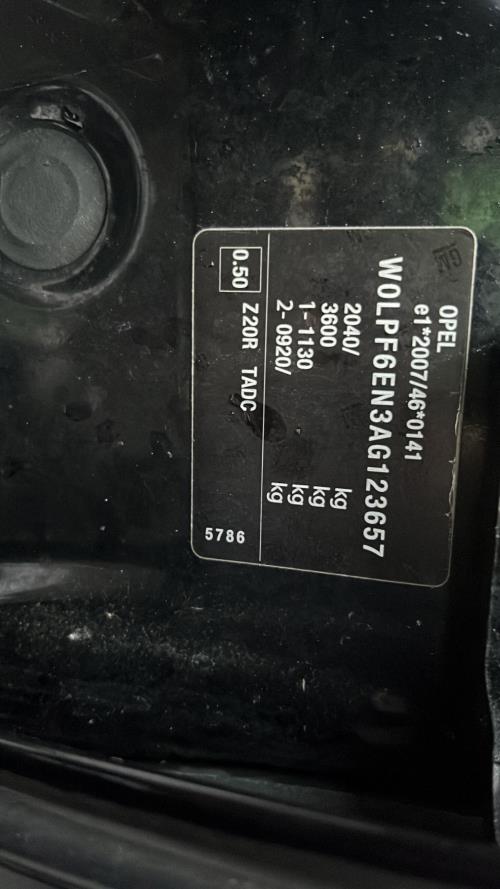 OPEL
e1*2007/46*0141
W0LPF6EN3AG123657
2040/ kg
3600 kg
1- 1130 kg
2- 0920/ kg
0.50 Z20R TADC 5786